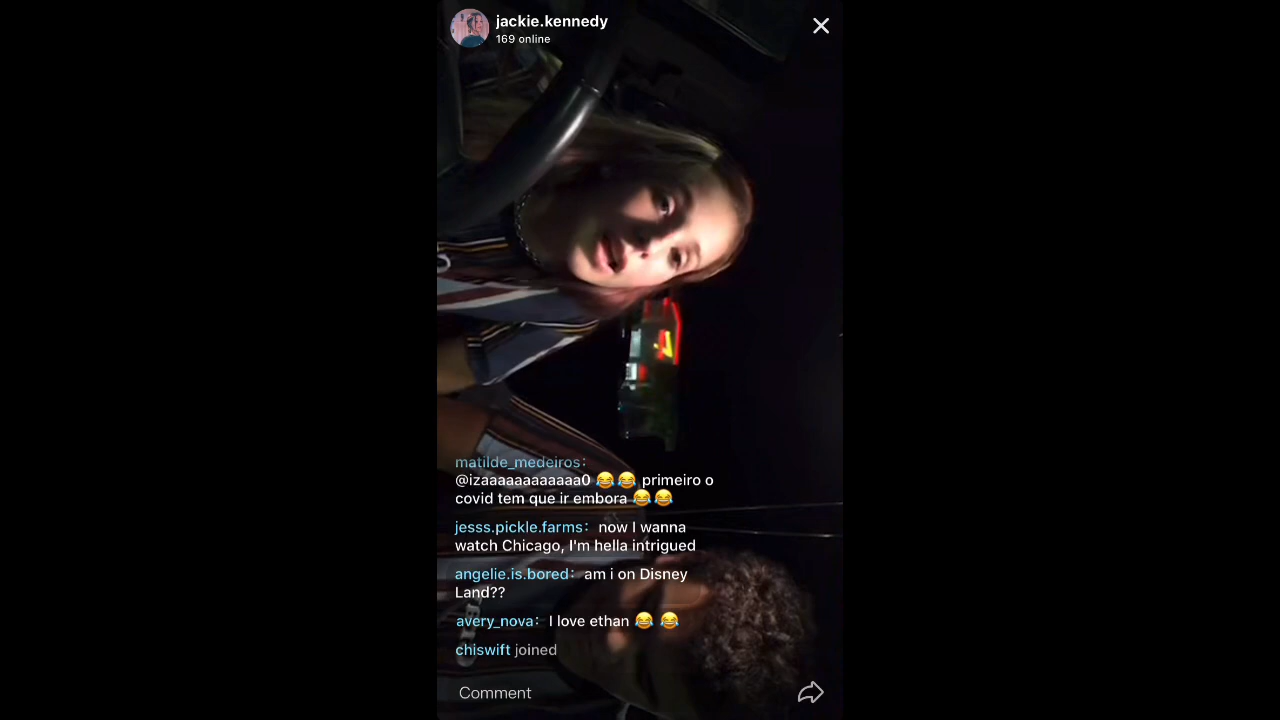 jackie.kennedy
169 online
matilde_medeiros:
@izaaaaaaaaaaaa0 😂😂 primeiro o
covid tem que ir embora 😂😂
jesss.pickle.farms: now I wanna
watch Chicago, I'm hella intrigued
angelie.is.bored: am i on Disney
Land??
avery_nova: I love ethan 😂 😂
chiswift joined
Comment